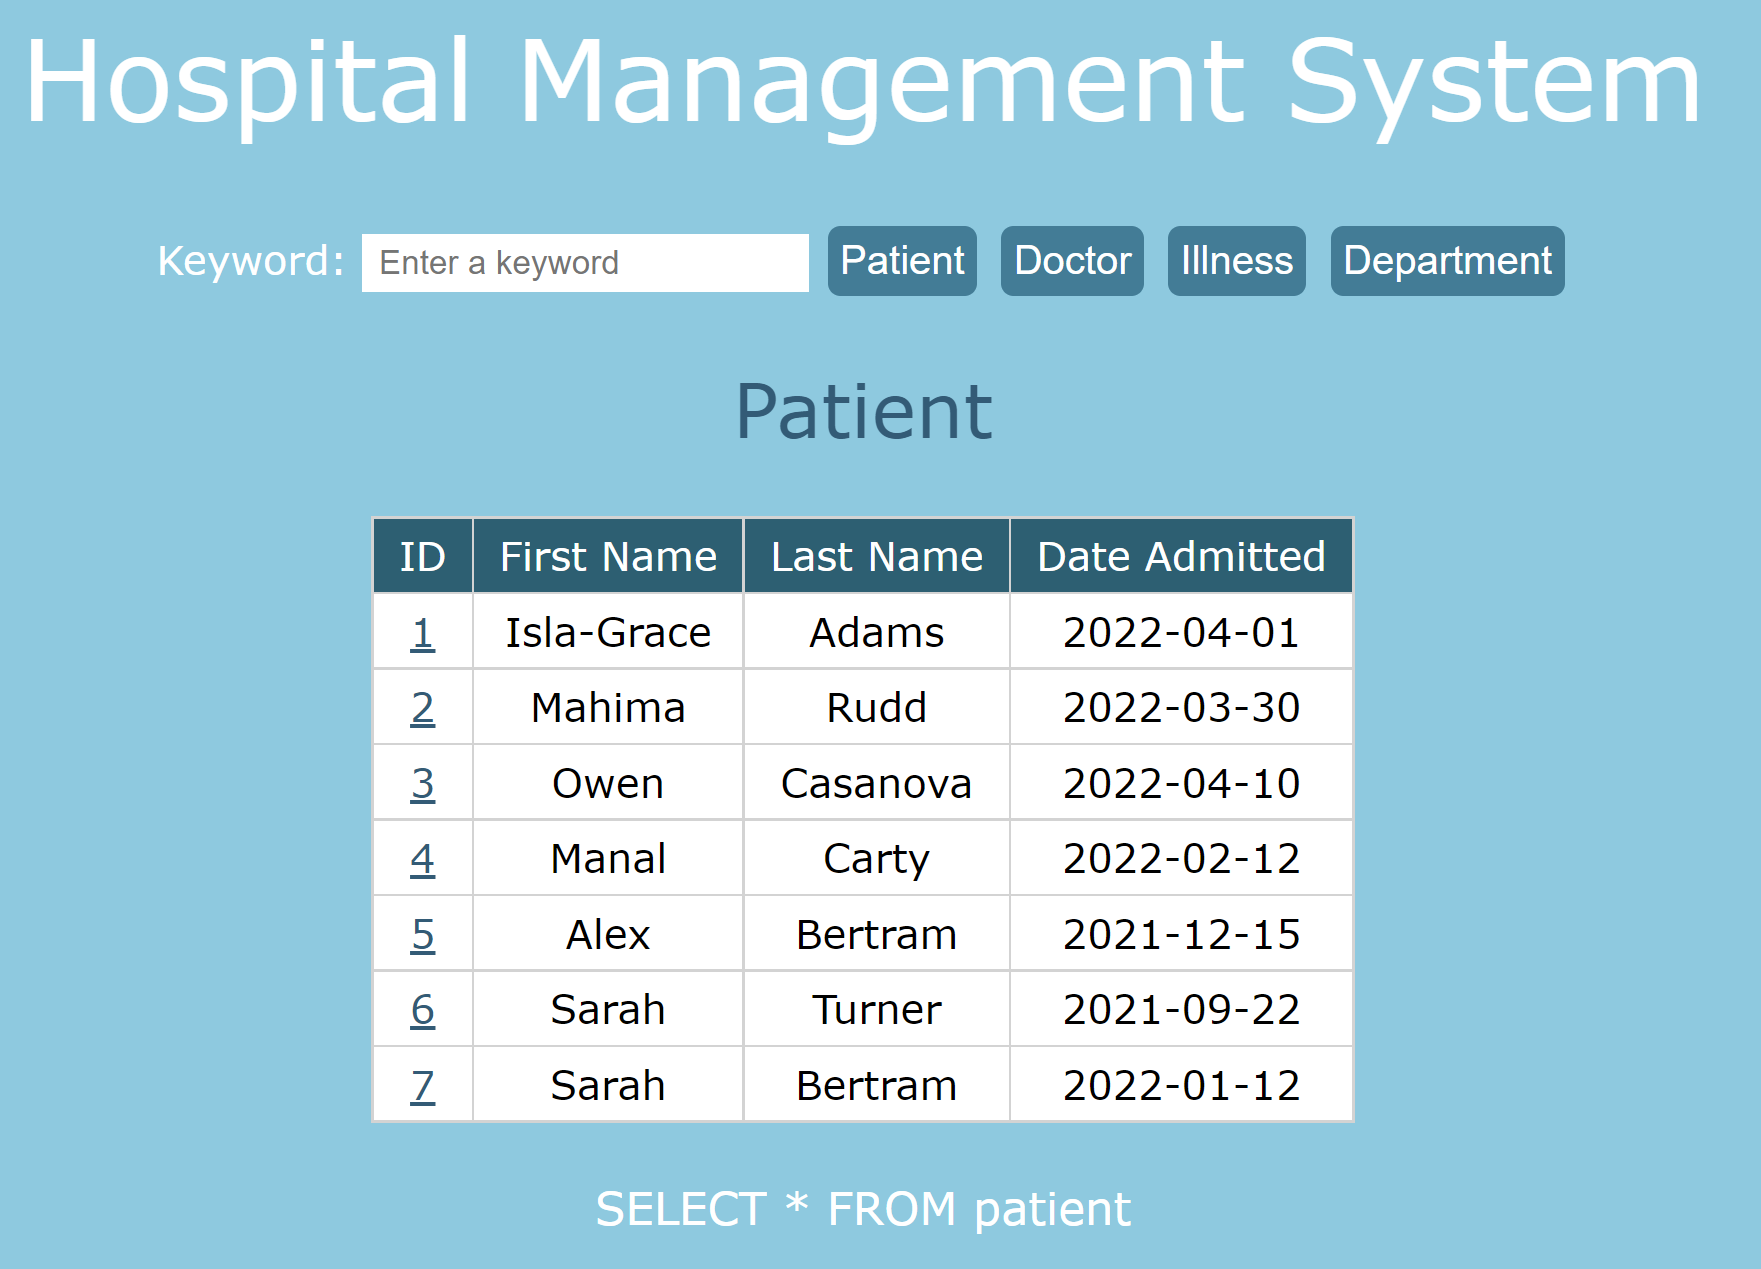 Hospital Management System
Keyword: Enter a keyword Patient Doctor Illness Department
Patient
ID First Name Last Name Date Admitted
1 Isla-Grace Adams 2022-04-01
2 Mahima Rudd 2022-03-30
3 Owen Casanova 2022-04-10
4 Manal Carty 2022-02-12
5 Alex Bertram 2021-12-15
6 Sarah Turner 2021-09-22
7 Sarah Bertram 2022-01-12
SELECT * FROM patient